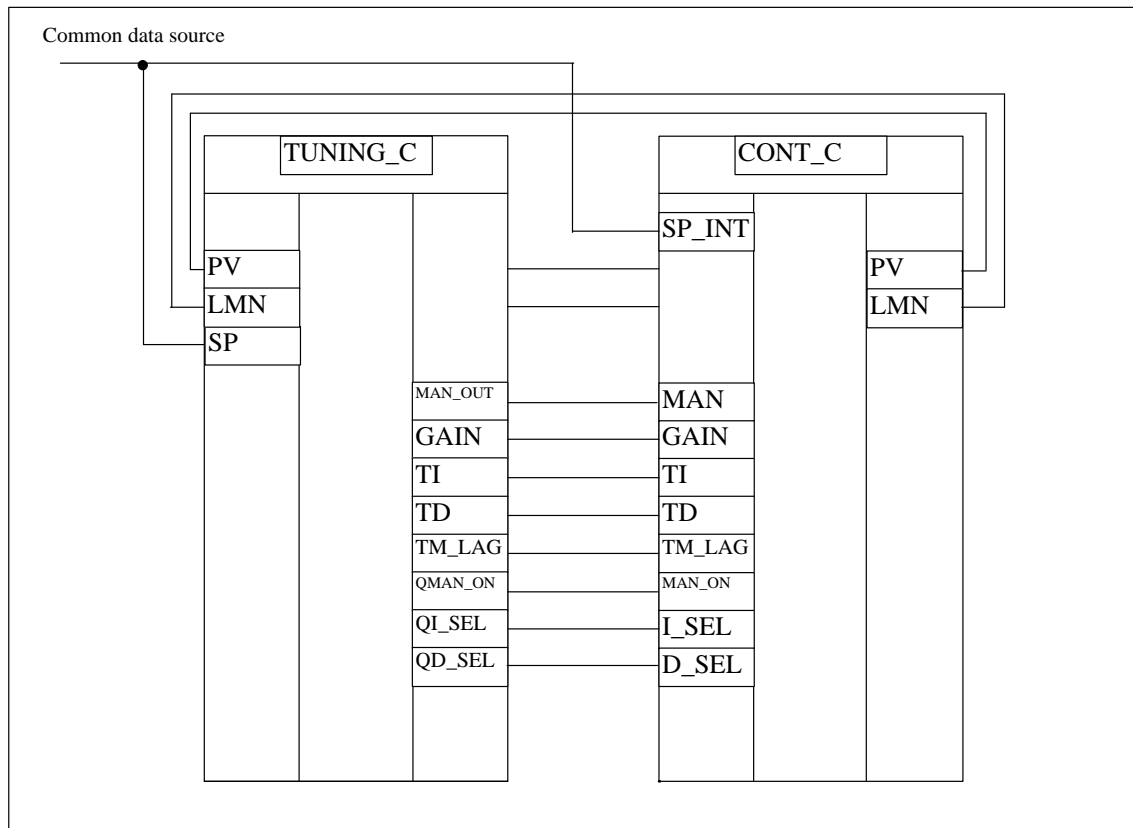 Common data source
TUNING_C
PV
LMN
SP
MAN_OUT
GAIN
TI
TD
TM_LAG
QMAN_ON
QI_SEL
QD_SEL
CONT_C
SP_INT
MAN
GAIN
TI
TD
TM_LAG
MAN_ON
I_SEL
D_SEL
PV
LMN